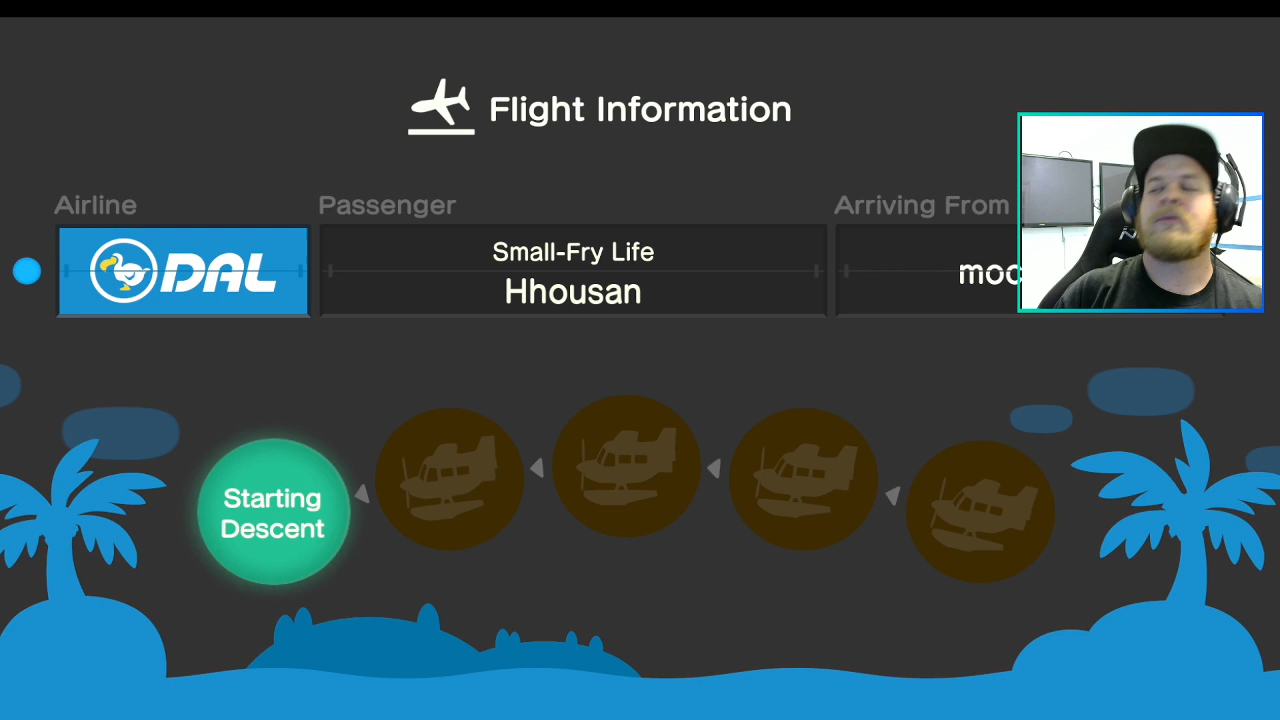 Flight Information
Airline
Passenger
Arriving From
DAL
Small-Fry Life
Hhousan
Starting
Descent